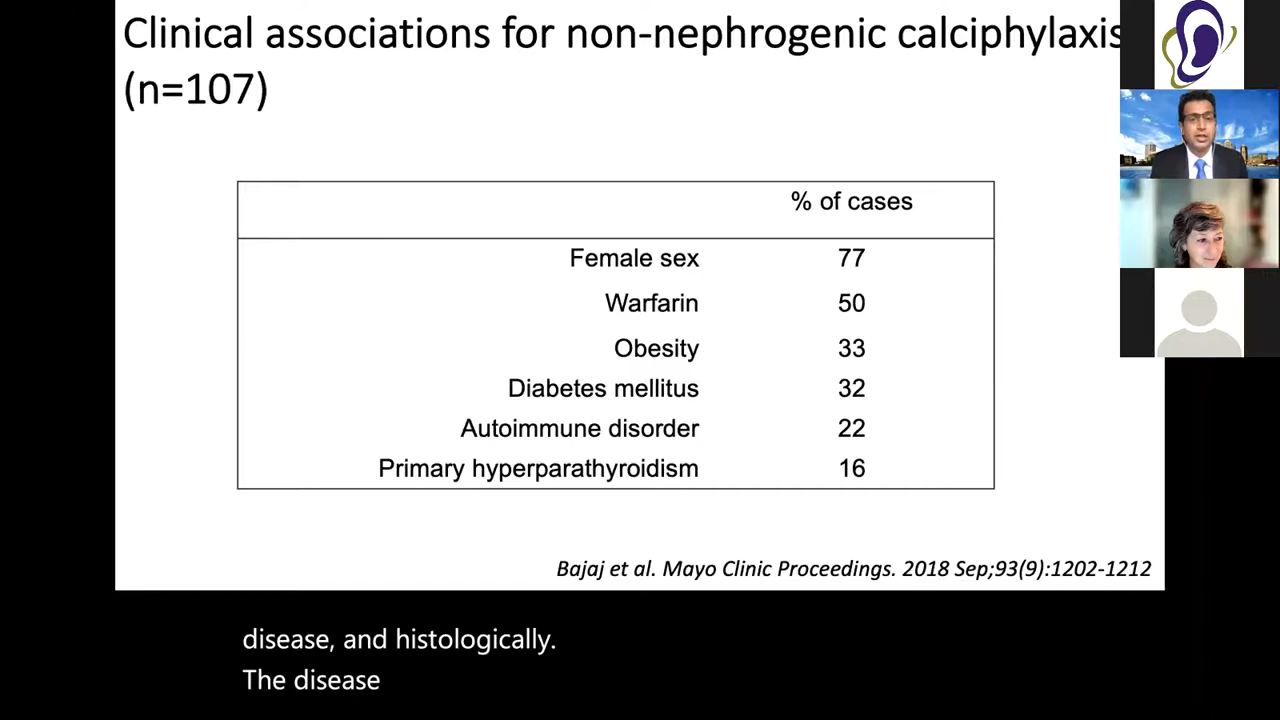 Clinical associations for non-nephrogenic calciphylaxis
(n=107)
% of cases
Female sex 77
Warfarin 50
Obesity 33
Diabetes mellitus 32
Autoimmune disorder 22
Primary hyperparathyroidism 16
Bajaj et al. Mayo Clinic Proceedings. 2018 Sep;93(9):1202-1212
disease, and histologically.
The disease